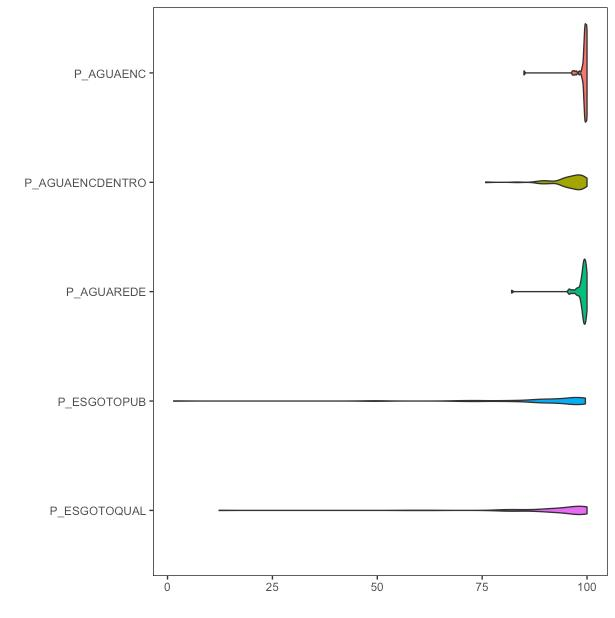 P_AGUAENC
P_AGUAENCDENTRO
P_AGUAREDE
P_ESGOTOPUB
P_ESGOTOQUAL
0 25 50 75 100